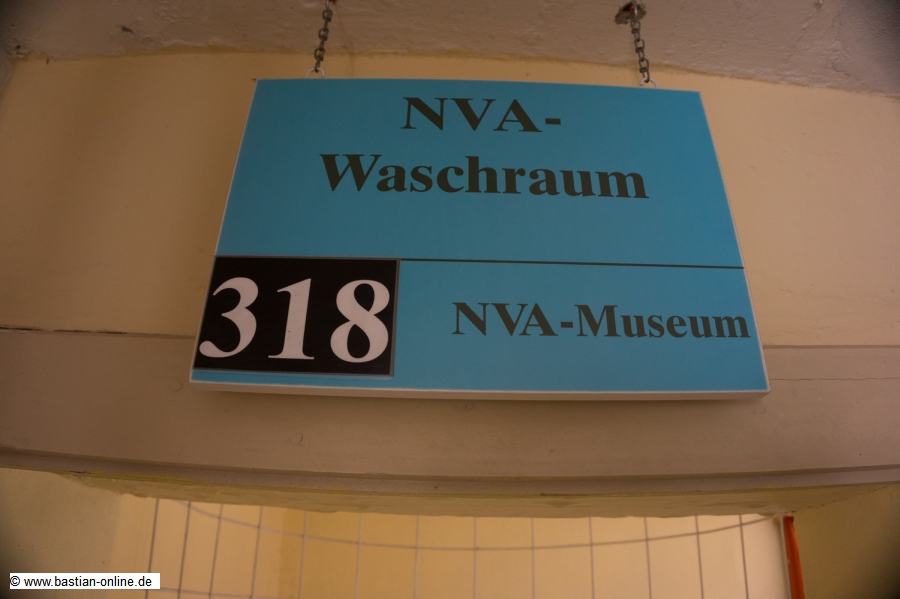 NVA-
Waschraum
318
NVA-Museum
© www.bastian-online.de